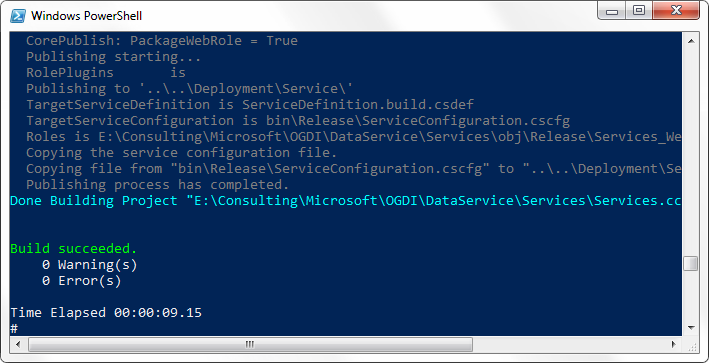 Windows PowerShell
CorePublish: PackageWebRole = True
Publishing starting...
RolePlugins       is
Publishing to '..\..\Deployment\Service\'
TargetServiceDefinition is ServiceDefinition.build.csdef
TargetServiceConfiguration is bin\Release\ServiceConfiguration.cscfg
Roles is E:\Consulting\Microsoft\OGDI\DataService\Services\obj\Release\Services_We
Copying the service configuration file.
Copying file from "bin\Release\ServiceConfiguration.cscfg" to "..\..\Deployment\Se
Publishing process has completed.
Done Building Project "E:\Consulting\Microsoft\OGDI\DataService\Services\Services.cc
Build succeeded.
0 Warning(s)
0 Error(s)
Time Elapsed 00:00:09.15
#